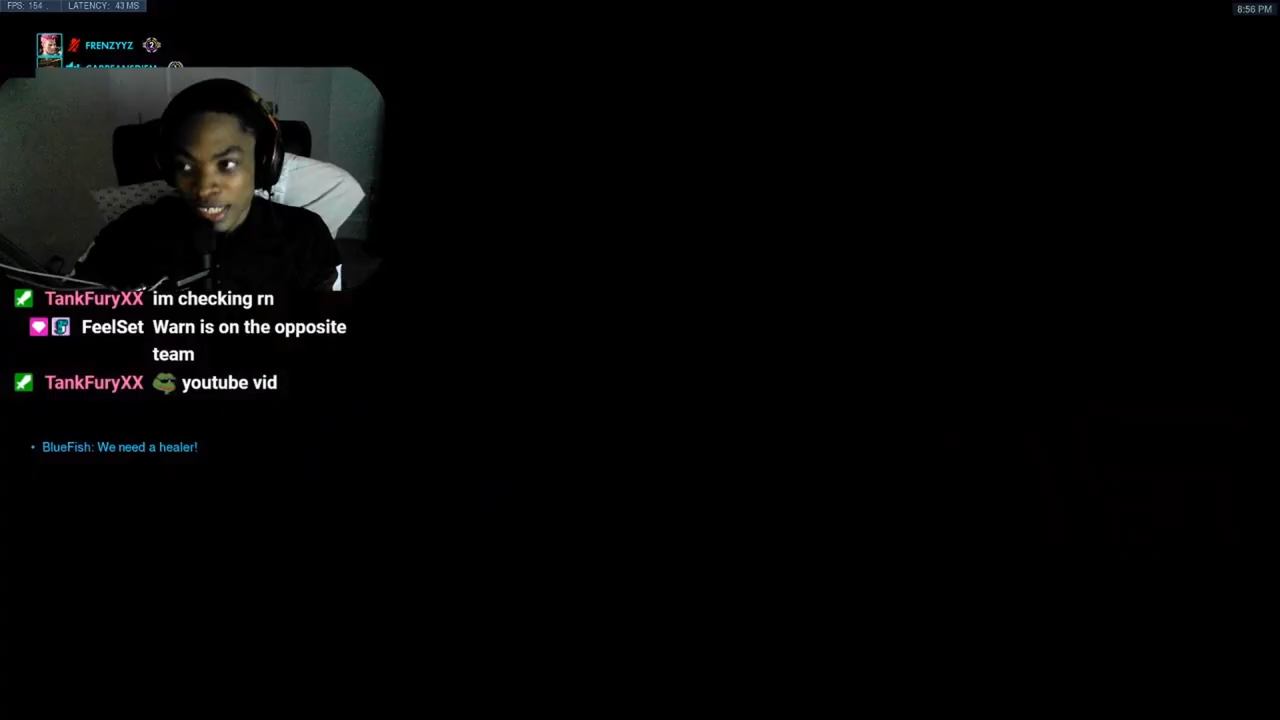 FPS: 154 LATENCY: 43 MS
8:56 PM
FRENZYYZ 2
TankFuryXX im checking rn
FeelSet Warn is on the opposite
team
TankFuryXX youtube vid
• BlueFish: We need a healer!